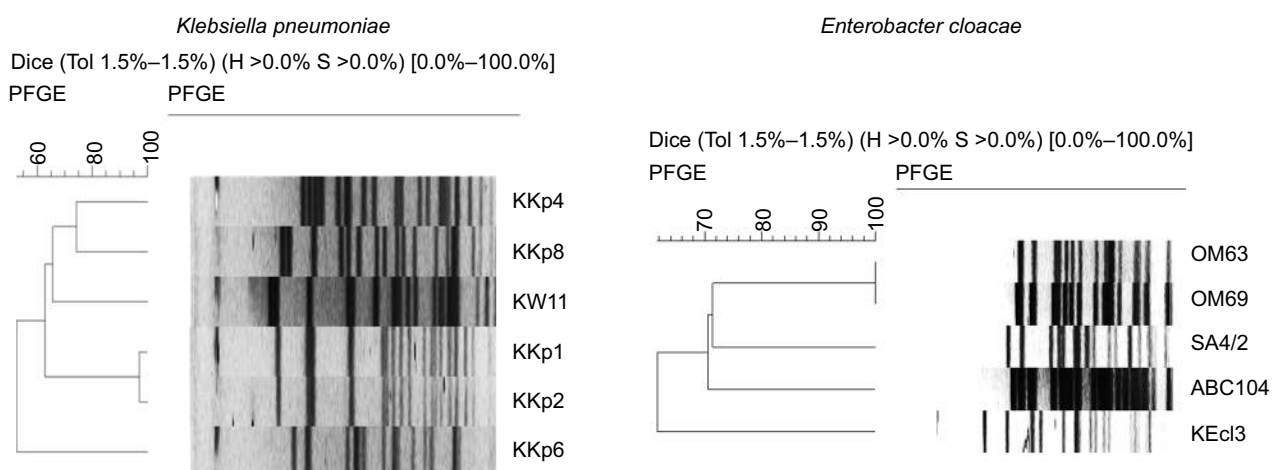 Klebsiella pneumoniae
Dice (Tol 1.5%–1.5%) (H >0.0% S >0.0%) [0.0%–100.0%]
PFGE PFGE
60 80 100
KKp4
KKp8
KW11
KKp1
KKp2
KKp6
Enterobacter cloacae
Dice (Tol 1.5%–1.5%) (H >0.0% S >0.0%) [0.0%–100.0%]
PFGE PFGE
70 80 90 100
OM63
OM69
SA4/2
ABC104
KEcl3